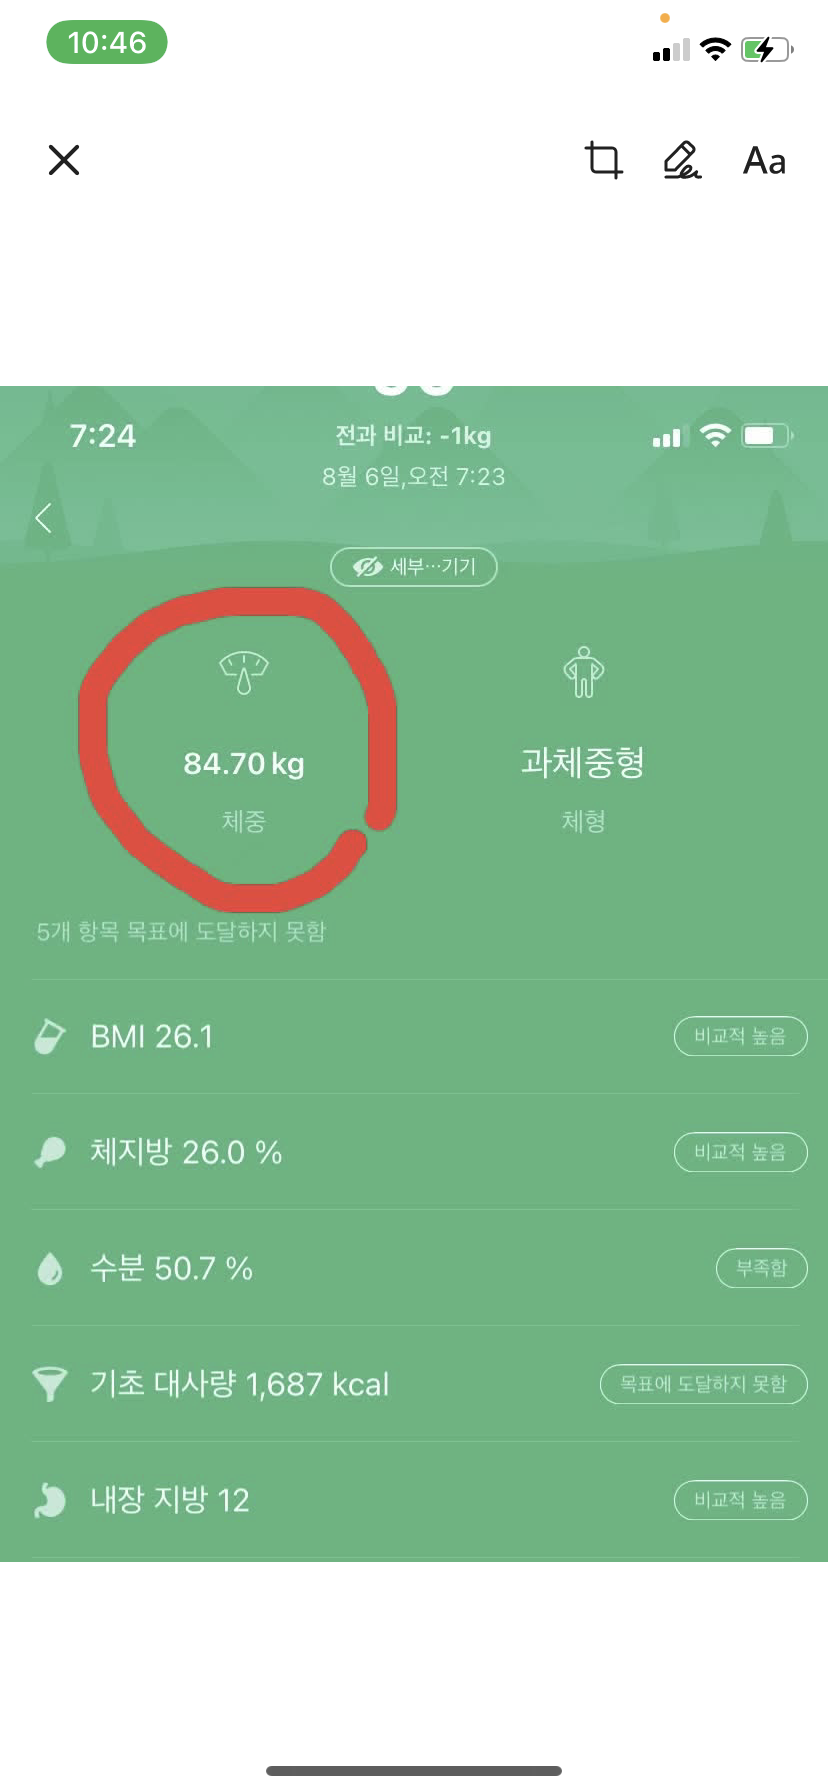 10:46
Aa
7:24
전과 비교: -1kg
8월 6일,오전 7:23
세부…기기
84.70 kg
체중
과체중형
체형
5개 항목 목표에 도달하지 못함
BMI 26.1
비교적 높음
체지방 26.0 %
비교적 높음
수분 50.7 %
부족함
기초 대사량 1,687 kcal
목표에 도달하지 못함
내장 지방 12
비교적 높음